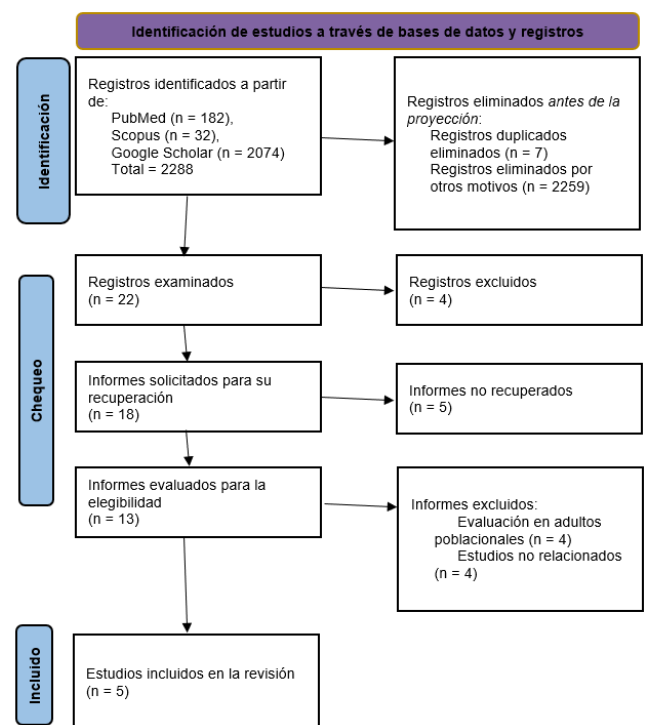 Identificación de estudios a través de bases de datos y registros
Identificación
Registros identificados a partir
de:
PubMed (n = 182),
Scopus (n = 32),
Google Scholar (n = 2074)
Total = 2288
Registros eliminados antes de la
proyección:
Registros duplicados
eliminados (n = 7)
Registros eliminados por
otros motivos (n = 2259)
Chequeo
Registros examinados
(n = 22)
Registros excluidos
(n = 4)
Informes solicitados para su
recuperación
(n = 18)
Informes no recuperados
(n = 5)
Informes evaluados para la
elegibilidad
(n = 13)
Informes excluidos:
Evaluación en adultos
poblacionales (n = 4)
Estudios no relacionados
(n = 4)
Incluido
Estudios incluidos en la revisión
(n = 5)